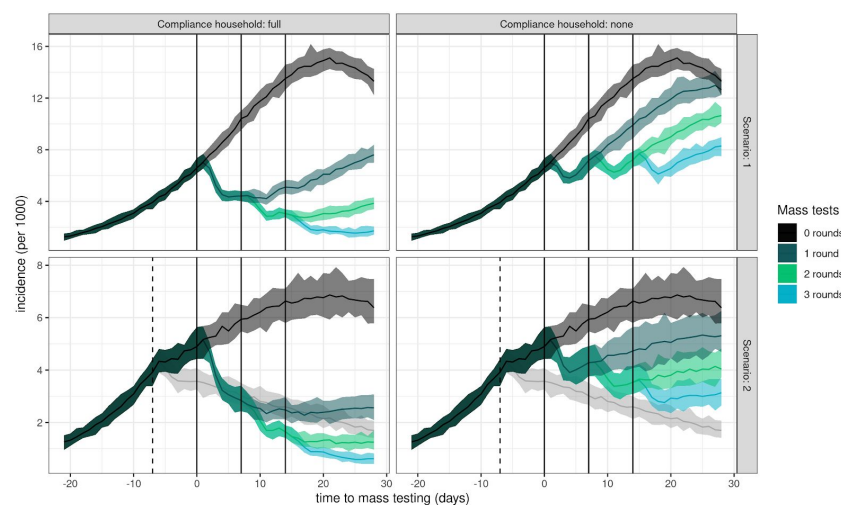 Compliance household: full
Compliance household: none
16
12
8
4
Scenario: 1
8
6
4
2
Scenario: 2
-20
-10
0
10
20
30
-20
-10
0
10
20
30
incidence (per 1000)
time to mass testing (days)
Mass tests
0 rounds
1 round
2 rounds
3 rounds